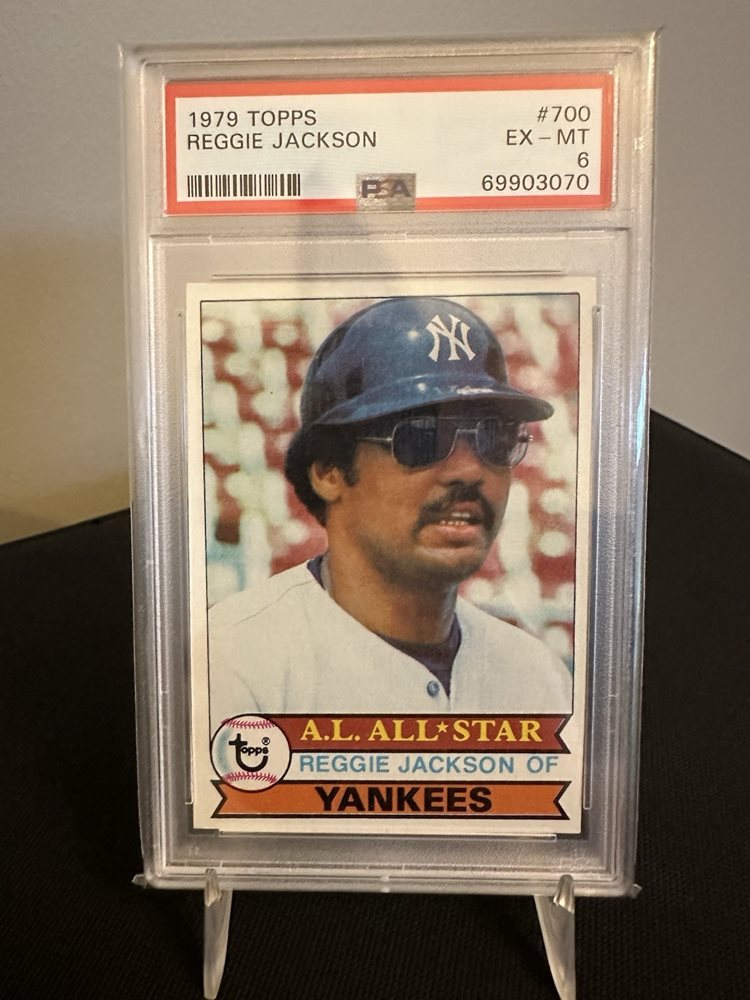 1979 TOPPS #700
REGGIE JACKSON EX - MT
6
PSA 69903070
NY
A.L. ALL★STAR
topps®
REGGIE JACKSON OF
YANKEES